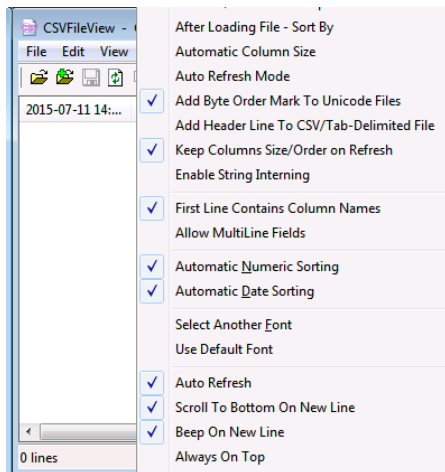 CSVFileView -
File Edit View
2015-07-11 14:...
0 lines
After Loading File - Sort By
Automatic Column Size
Auto Refresh Mode
Add Byte Order Mark To Unicode Files
Add Header Line To CSV/Tab-Delimited File
Keep Columns Size/Order on Refresh
Enable String Interning
First Line Contains Column Names
Allow MultiLine Fields
Automatic Numeric Sorting
Automatic Date Sorting
Select Another Font
Use Default Font
Auto Refresh
Scroll To Bottom On New Line
Beep On New Line
Always On Top